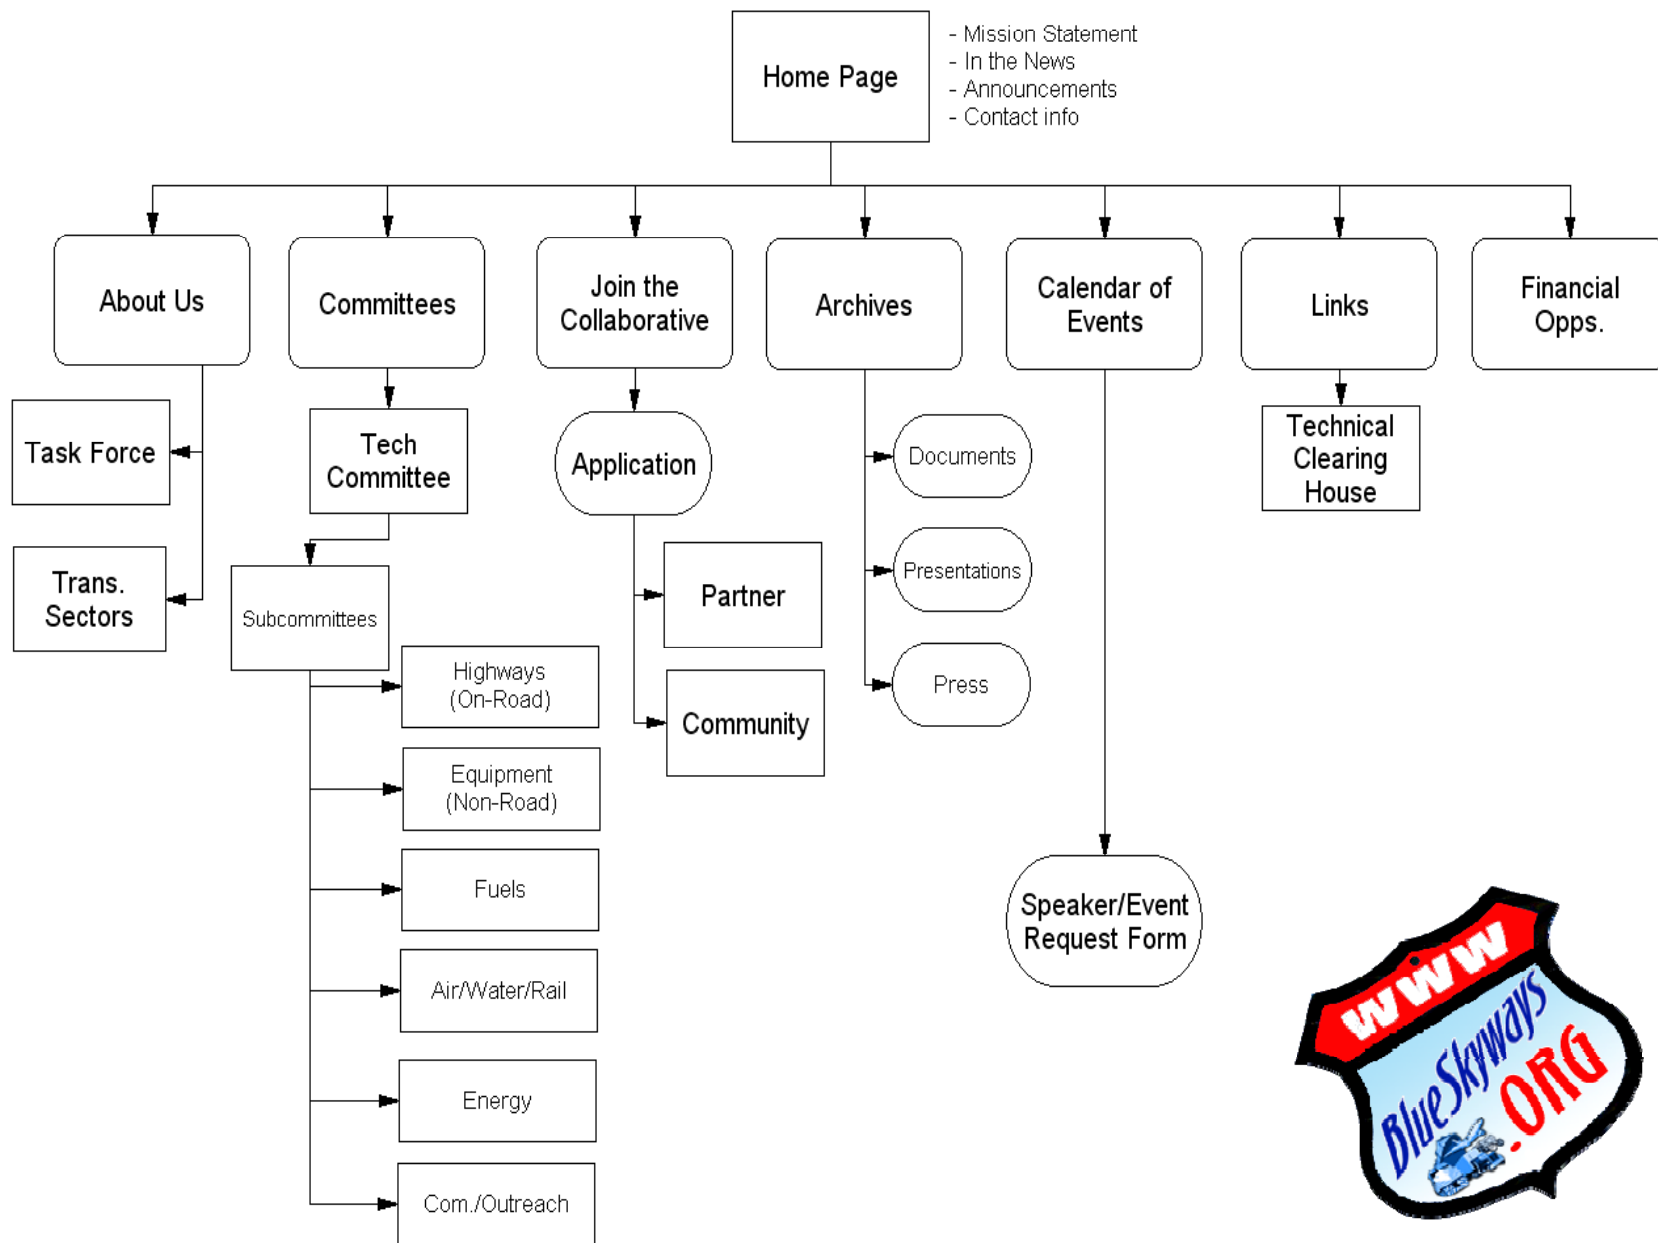 Home Page
- Mission Statement
- In the News
- Announcements
- Contact info
About Us
Committees
Join the
Collaborative
Archives
Calendar of
Events
Links
Financial
Opps.
Task Force
Trans.
Sectors
Tech
Committee
Subcommittees
Highways
(On-Road)
Equipment
(Non-Road)
Fuels
Air/Water/Rail
Energy
Com./Outreach
Application
Partner
Community
Documents
Presentations
Press
Speaker/Event
Request Form
Technical
Clearing
House
WWW
BlueSkyways
.ORG